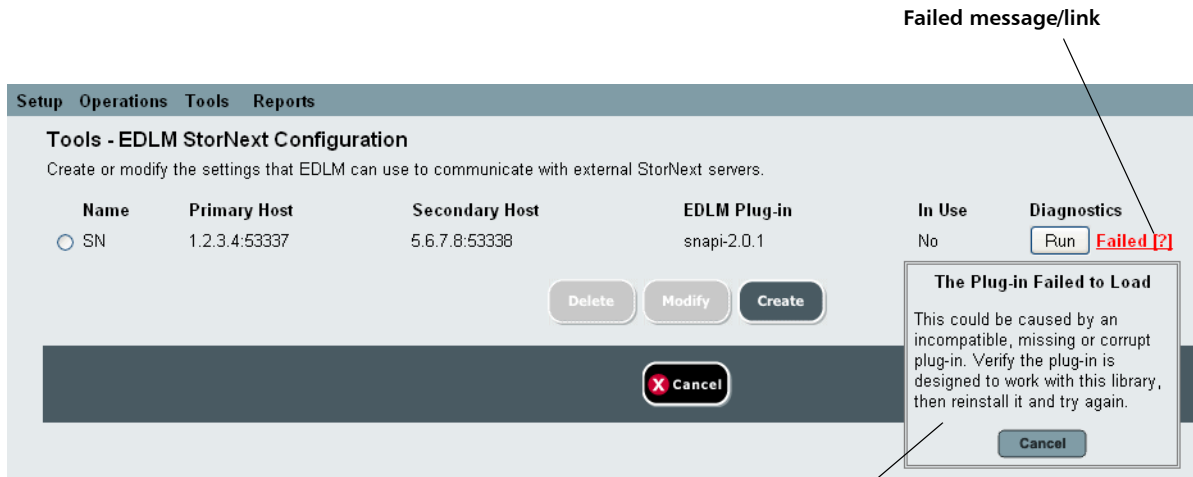 Failed message/link
Setup Operations Tools Reports
Tools - EDLM StorNext Configuration
Create or modify the settings that EDLM can use to communicate with external StorNext servers.
Name Primary Host Secondary Host EDLM Plug-in In Use Diagnostics
SN 1.2.3.4:53337 5.6.7.8:53338 snapi-2.0.1 No Run Failed [?]
Delete Modify Create
The Plug-in Failed to Load
This could be caused by an
incompatible, missing or corrupt
plug-in. Verify the plug-in is
designed to work with this library,
then reinstall it and try again.
Cancel
X Cancel